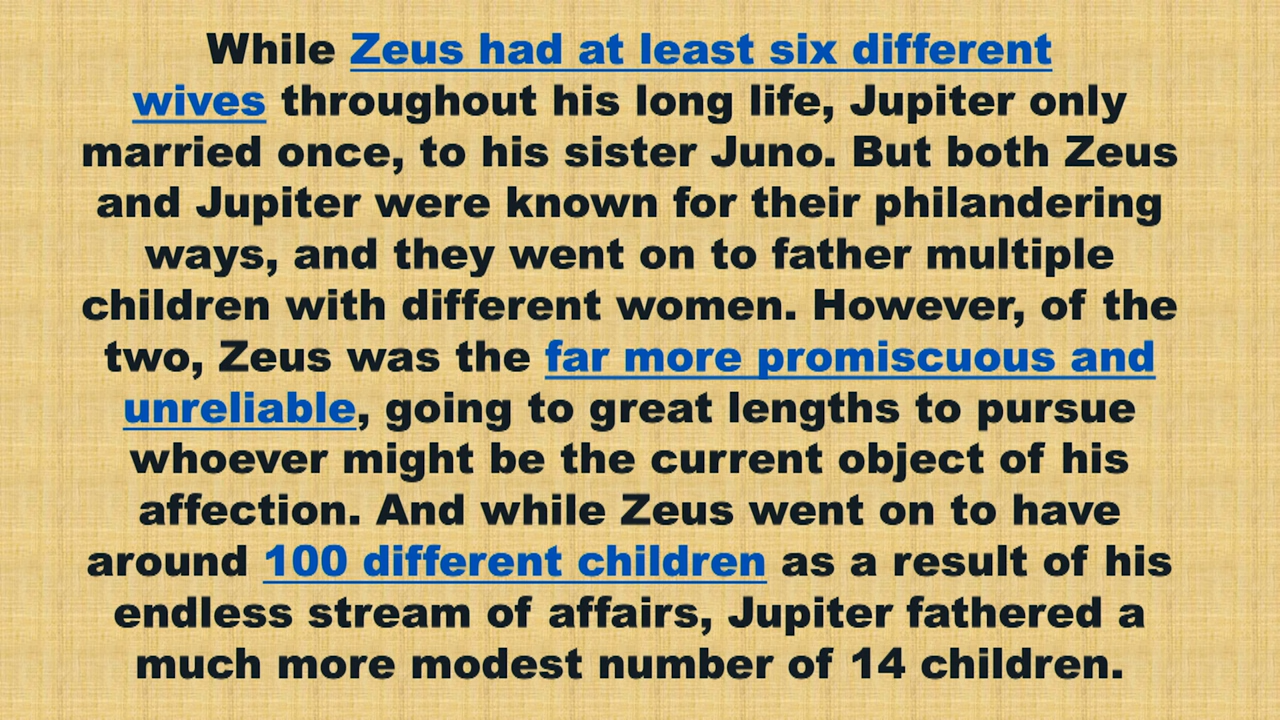 While Zeus had at least six different
wives throughout his long life, Jupiter only
married once, to his sister Juno. But both Zeus
and Jupiter were known for their philandering
ways, and they went on to father multiple
children with different women. However, of the
two, Zeus was the far more promiscuous and
unreliable, going to great lengths to pursue
whoever might be the current object of his
affection. And while Zeus went on to have
around 100 different children as a result of his
endless stream of affairs, Jupiter fathered a
much more modest number of 14 children.